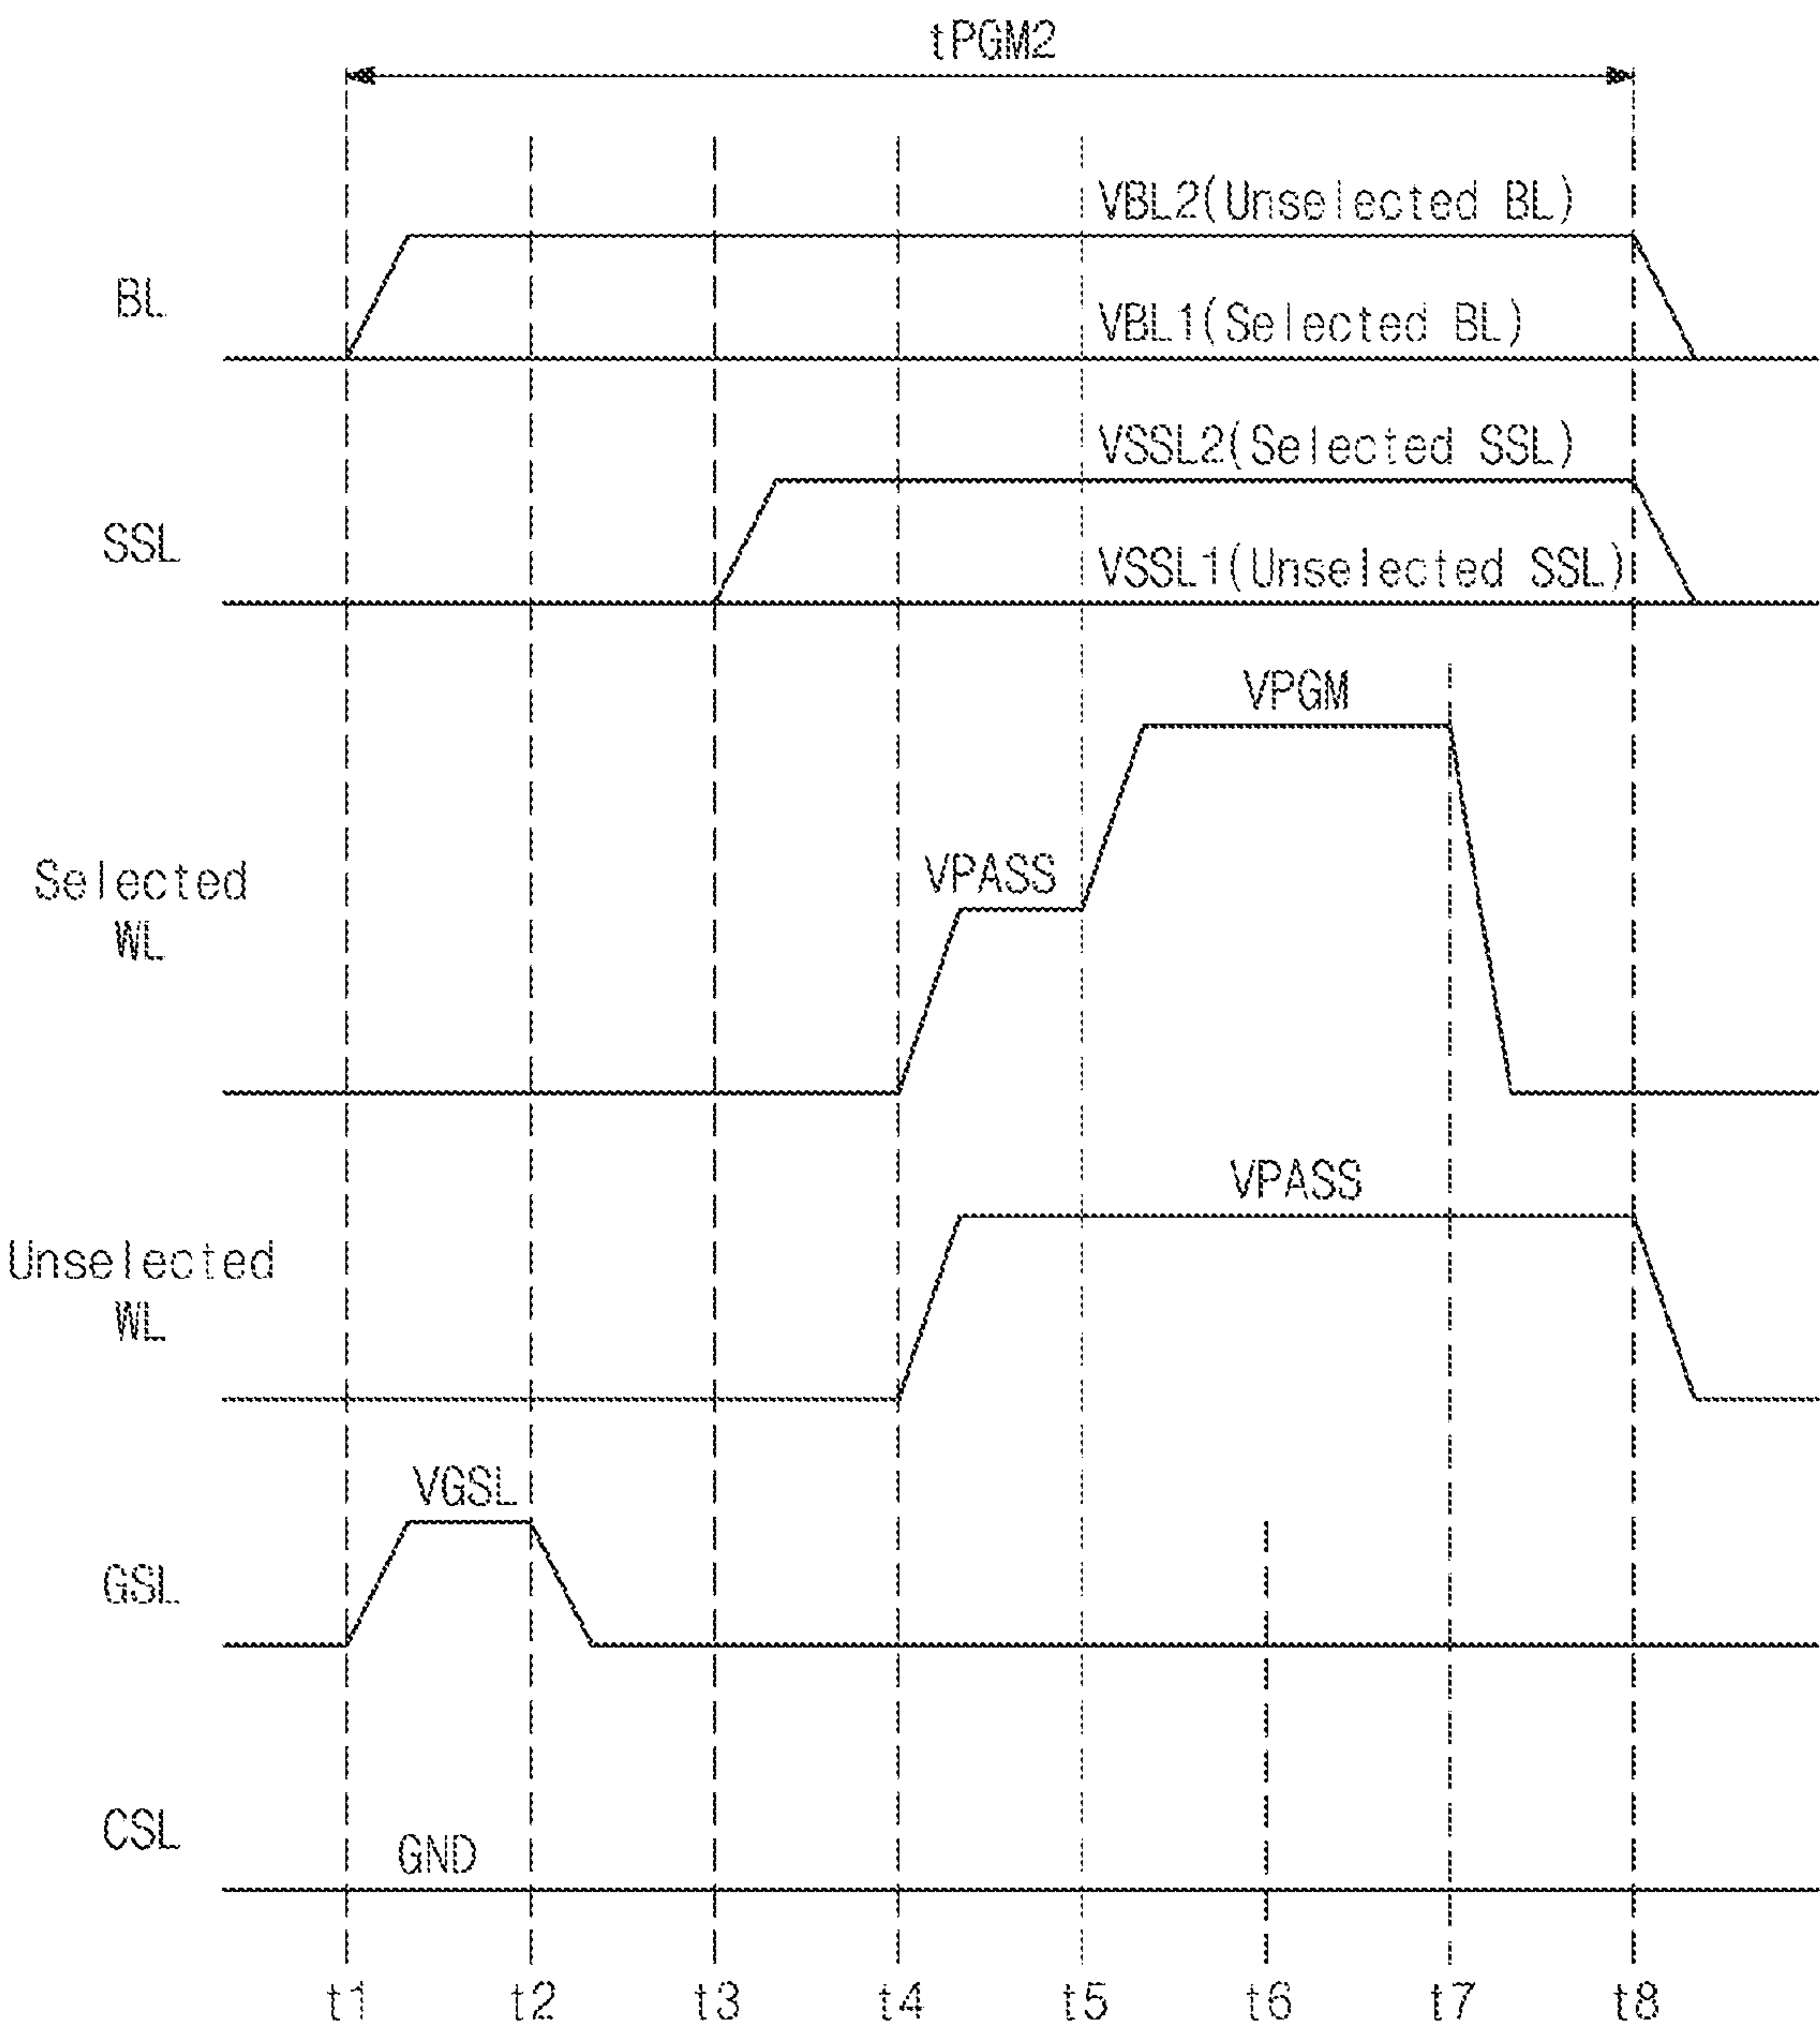 tPGM2
VBL2(Unselected BL)
BL
VBL1(Selected BL)
VSSL2(Selected SSL)
SSL
VSSL1(Unselected SSL)
VPGM
Selected
WL
VPASS
VPASS
Unselected
WL
VGSL
GSL
CSL
GND
t1 t2 t3 t4 t5 t6 t7 t8